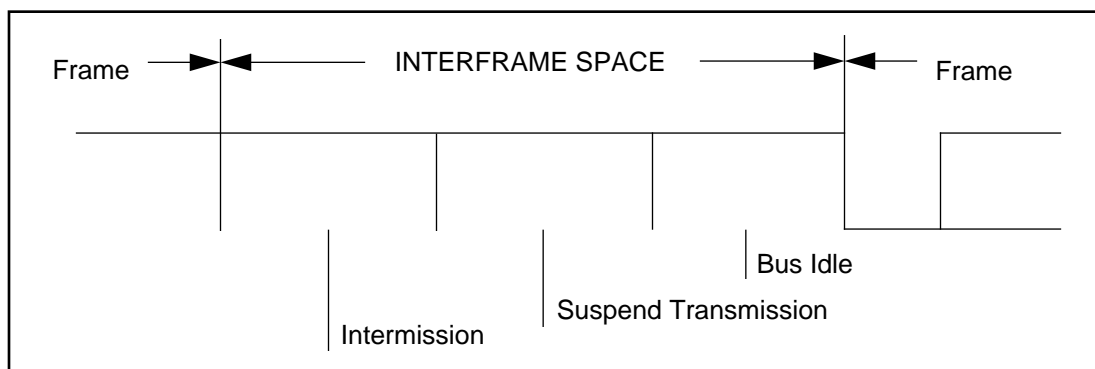 Frame
INTERFRAME SPACE
Frame
Bus Idle
Suspend Transmission
Intermission